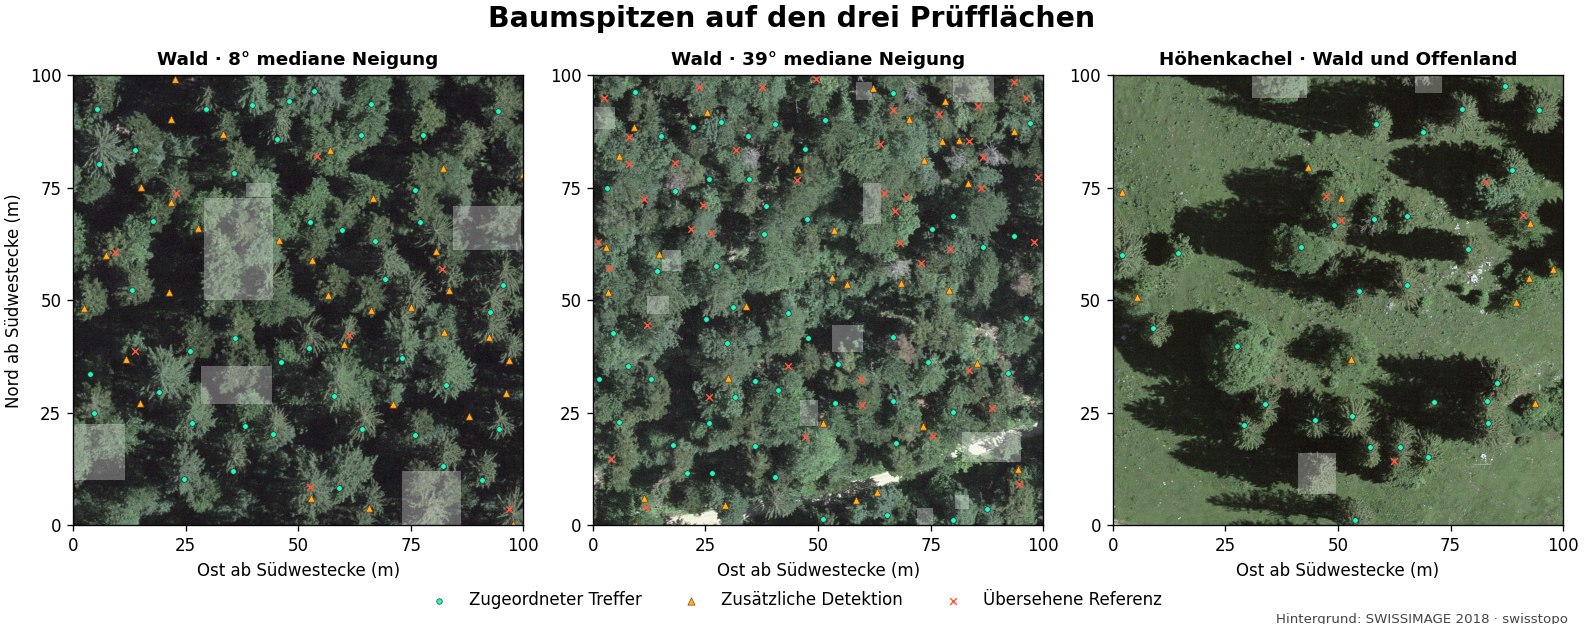 Baumspitzen auf den drei Prüfflächen
Wald · 8° mediane Neigung
Wald · 39° mediane Neigung
Höhenkachel · Wald und Offenland
Nord ab Südwestecke (m)
100
75
50
25
0
0 25 50 75 100
Ost ab Südwestecke (m)
100
75
50
25
0
0 25 50 75 100
Ost ab Südwestecke (m)
100
75
50
25
0
0 25 50 75 100
Ost ab Südwestecke (m)
Zugeordneter Treffer
Zusätzliche Detektion
Übersehene Referenz
Hintergrund: SWISSIMAGE 2018 · swisstopo